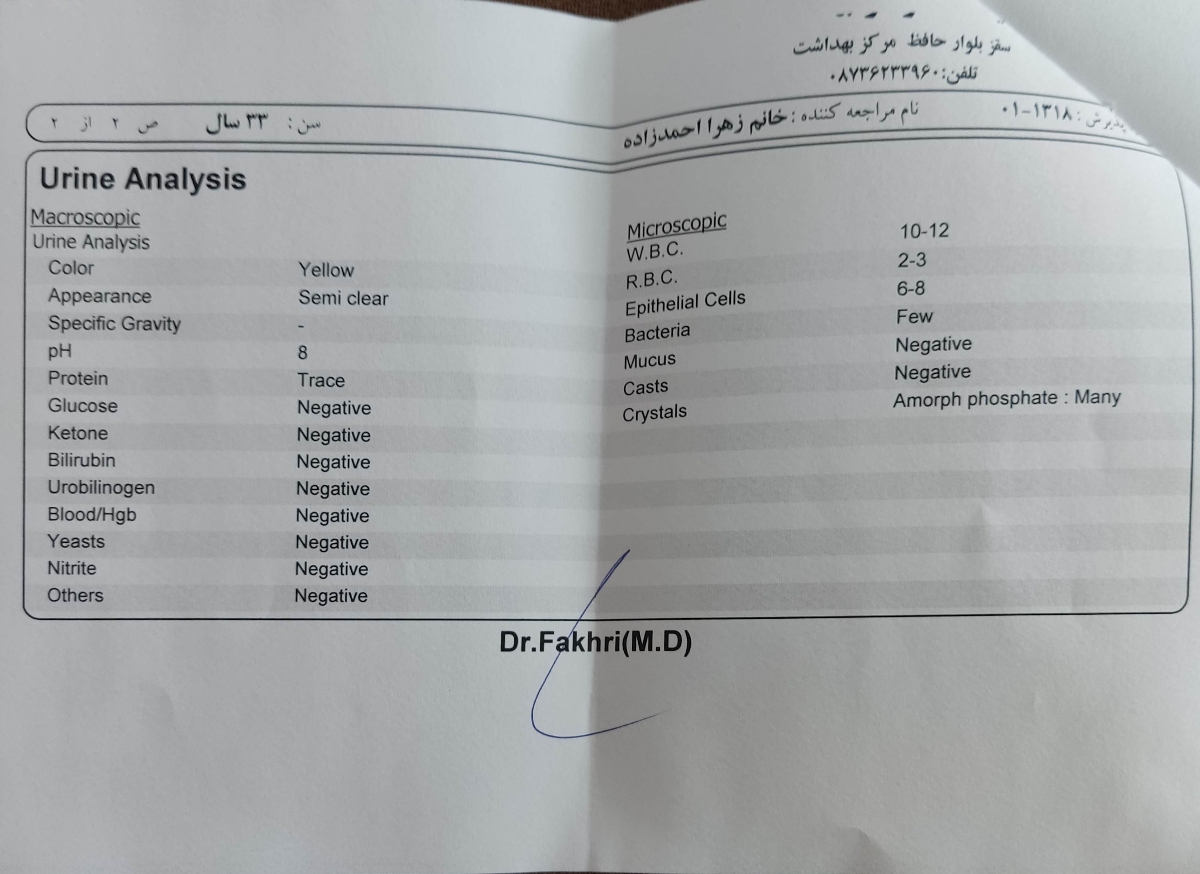 سقز بلوار حافظ مرکز بهداشت
تلفن:۰۸۷۳۶۲۳۳۹۶۰
پذیرش: ۱۳۱۸-۰۱ نام مراجعه کننده : خانم زهرا احمدزاده سن: ۳۳ سال ص ۲ از ۲
Urine Analysis
Macroscopic
Urine Analysis
Color Yellow
Appearance Semi clear
Specific Gravity -
pH 8
Protein Trace
Glucose Negative
Ketone Negative
Bilirubin Negative
Urobilinogen Negative
Blood/Hgb Negative
Yeasts Negative
Nitrite Negative
Others Negative
Microscopic
W.B.C. 10-12
R.B.C. 2-3
Epithelial Cells 6-8
Bacteria Few
Mucus Negative
Casts Negative
Crystals Amorph phosphate : Many
Dr.Fakhri(M.D)